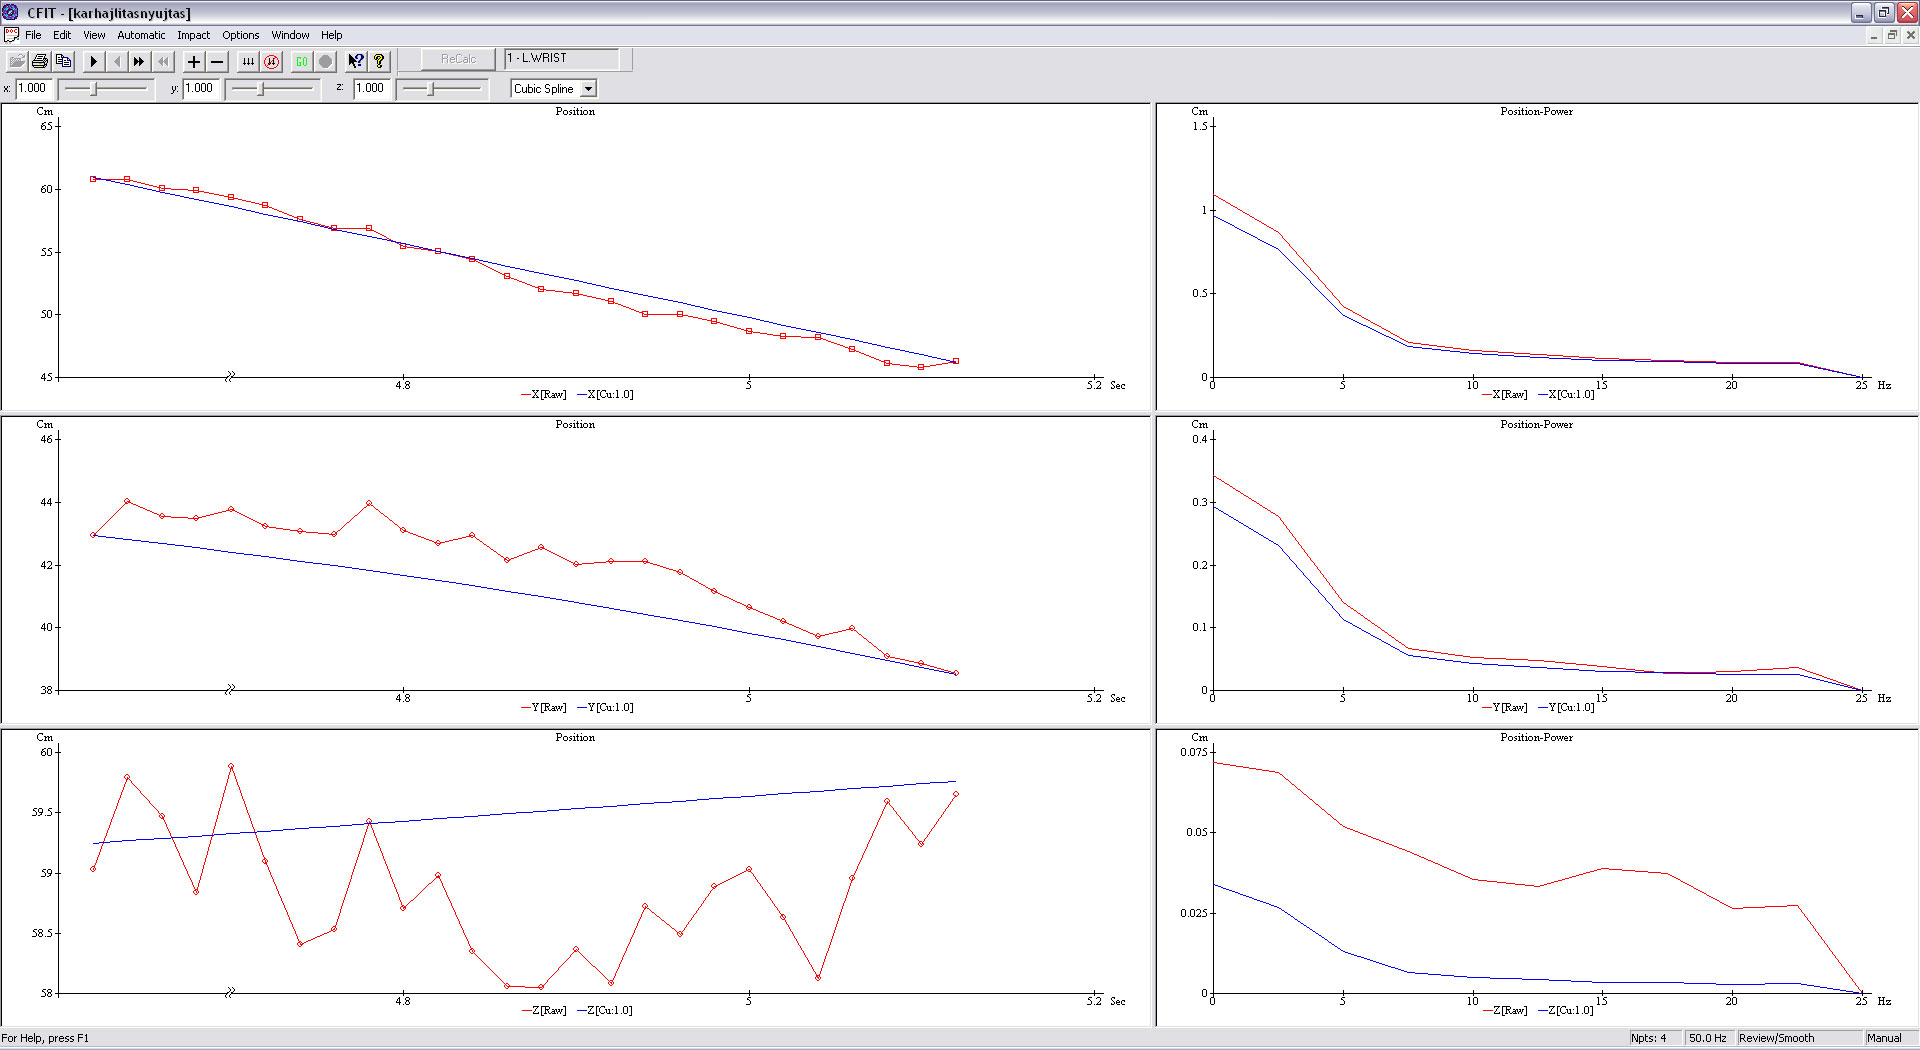 CFIT - [karhajlitasnyujtas]
DOC File Edit View Automatic Impact Options Window Help
GO ReCalc 1 - L.WRIST
x: 1.000 y: 1.000 z: 1.000 Cubic Spline
Cm Position
65
60
55
50
45
4.8 5 5.2 Sec
X[Raw] X[Cu:1.0]
Cm Position-Power
1.5
1
0.5
0
0 5 10 15 20 25 Hz
X[Raw] X[Cu:1.0]
Cm Position
46
44
42
40
38
4.8 5 5.2 Sec
Y[Raw] Y[Cu:1.0]
Cm Position-Power
0.4
0.3
0.2
0.1
0
0 5 10 15 20 25 Hz
Y[Raw] Y[Cu:1.0]
Cm Position
60
59.5
59
58.5
58
4.8 5 5.2 Sec
Z[Raw] Z[Cu:1.0]
Cm Position-Power
0.075
0.05
0.025
0
0 5 10 15 20 25 Hz
Z[Raw] Z[Cu:1.0]
For Help, press F1 Npts: 4 50.0 Hz Review/Smooth Manual